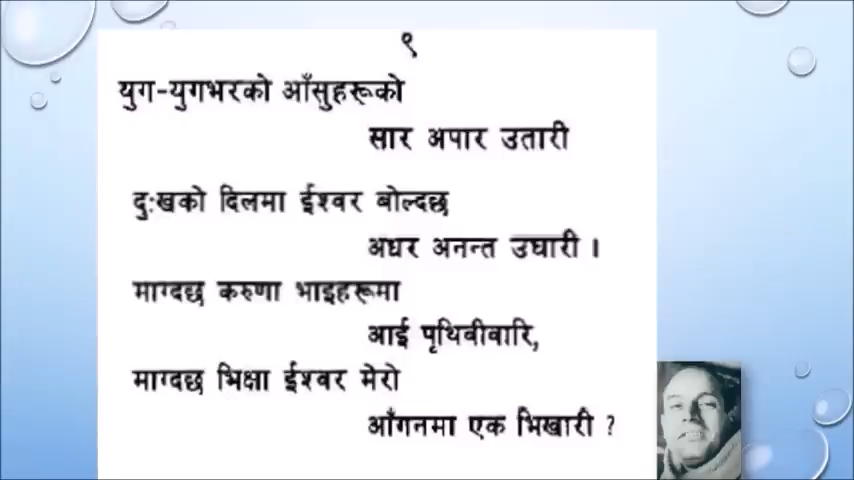 ९
युग-युगभरको आँसुहरूको
सार अपार उतारी
दुःखको दिलमा ईश्वर बोल्दछ
अधर अनन्त उघारी ।
माग्दछ करुणा भाइहरूमा
आई पृथिवीवारि,
माग्दछ भिक्षा ईश्वर मेरो
आँगनमा एक भिखारी ?